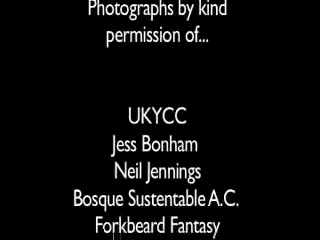 Photographs by kind
permission of...
UKYCC
Jess Bonham
Neil Jennings
Bosque Sustentable A.C.
Forkbeard Fantasy